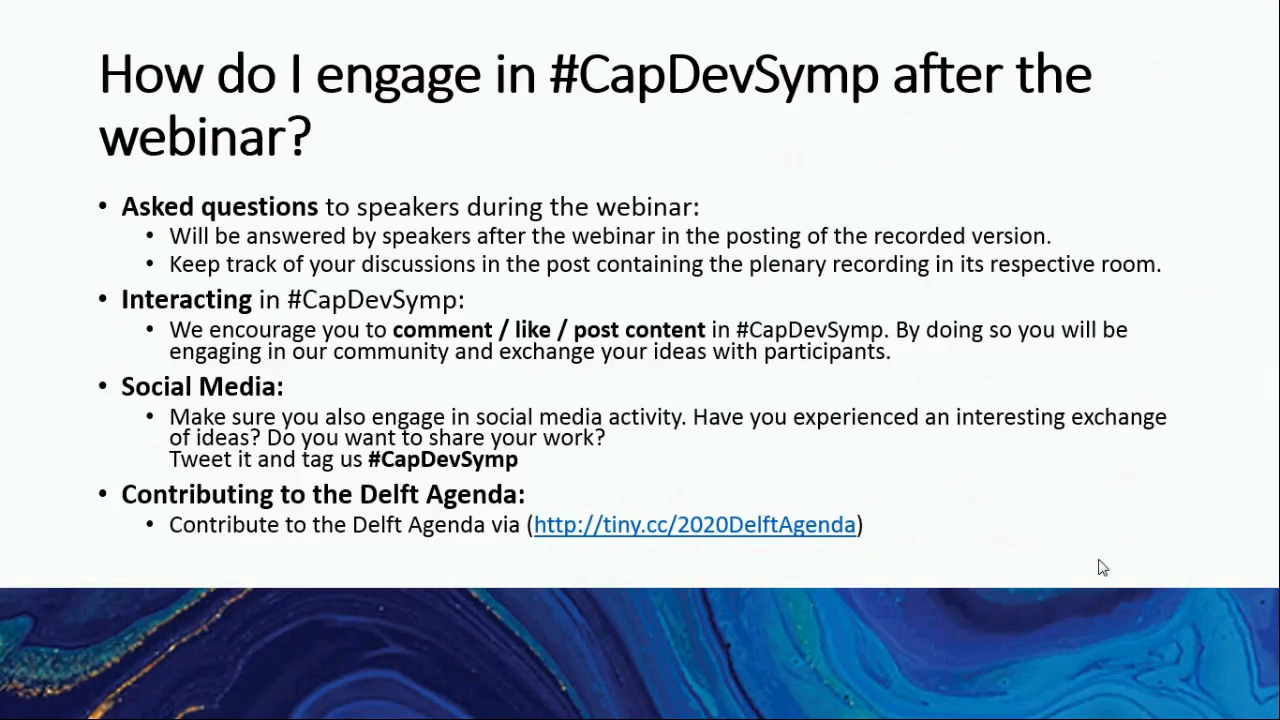 How do I engage in #CapDevSymp after the
webinar?
• Asked questions to speakers during the webinar:
• Will be answered by speakers after the webinar in the posting of the recorded version.
• Keep track of your discussions in the post containing the plenary recording in its respective room.
• Interacting in #CapDevSymp:
• We encourage you to comment / like / post content in #CapDevSymp. By doing so you will be
engaging in our community and exchange your ideas with participants.
• Social Media:
• Make sure you also engage in social media activity. Have you experienced an interesting exchange
of ideas? Do you want to share your work?
Tweet it and tag us #CapDevSymp
• Contributing to the Delft Agenda:
• Contribute to the Delft Agenda via (http://tiny.cc/2020DelftAgenda)